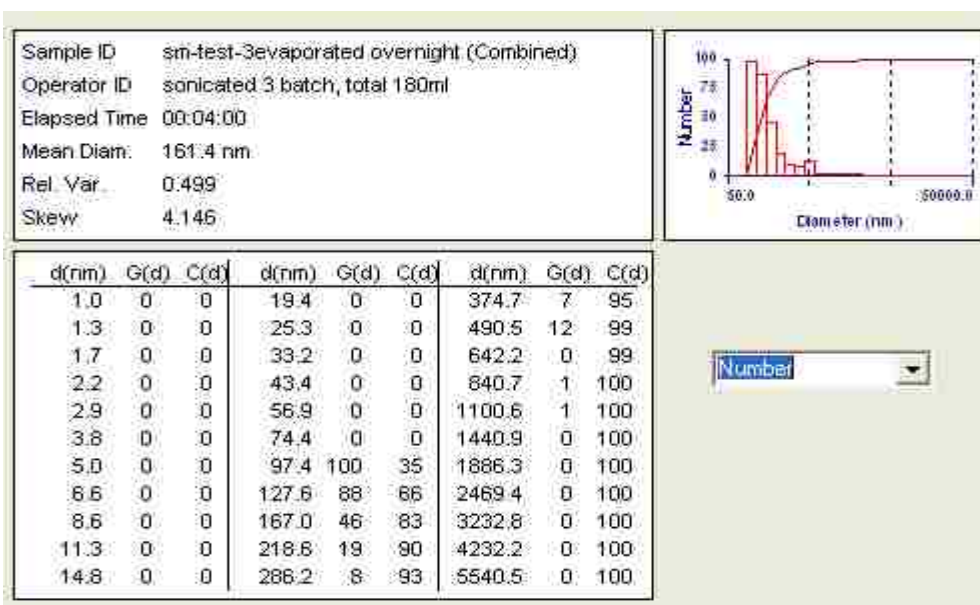 Sample ID sm-test-3evaporated overnight (Combined)
Operator ID sonicated 3 batch, total 180ml
Elapsed Time 00:04:00
Mean Diam. 161.4 nm
Rel. Var. 0.499
Skew 4.146
100
75
50
25
0
Number
50.0 50000.0
Diameter (nm)
d(nm) G(d) C(d) d(nm) G(d) C(d) d(nm) G(d) C(d)
1.0 0 0 19.4 0 0 374.7 7 95
1.3 0 0 25.3 0 0 490.5 12 99
1.7 0 0 33.2 0 0 642.2 0 99
2.2 0 0 43.4 0 0 840.7 1 100
2.9 0 0 56.9 0 0 1100.6 1 100
3.8 0 0 74.4 0 0 1440.9 0 100
5.0 0 0 97.4 100 35 1886.3 0 100
6.6 0 0 127.6 88 66 2469.4 0 100
8.6 0 0 167.0 46 83 3232.8 0 100
11.3 0 0 218.6 19 90 4232.2 0 100
14.8 0 0 286.2 8 93 5540.5 0 100
Number